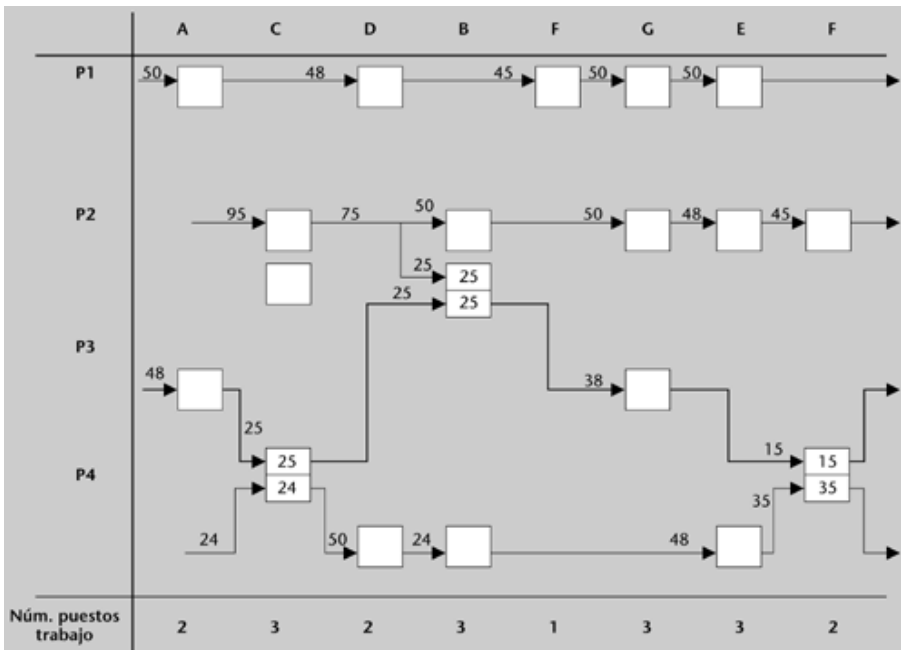 A C D B F G E F
P1
50 48 45 50 50
P2
95 75 50 50 48 45
25 25
25 25
P3
48 38
25 15
25 15
P4
24 35
35
24 50 24 48
Núm. puestos
trabajo
2 3 2 3 1 3 3 2